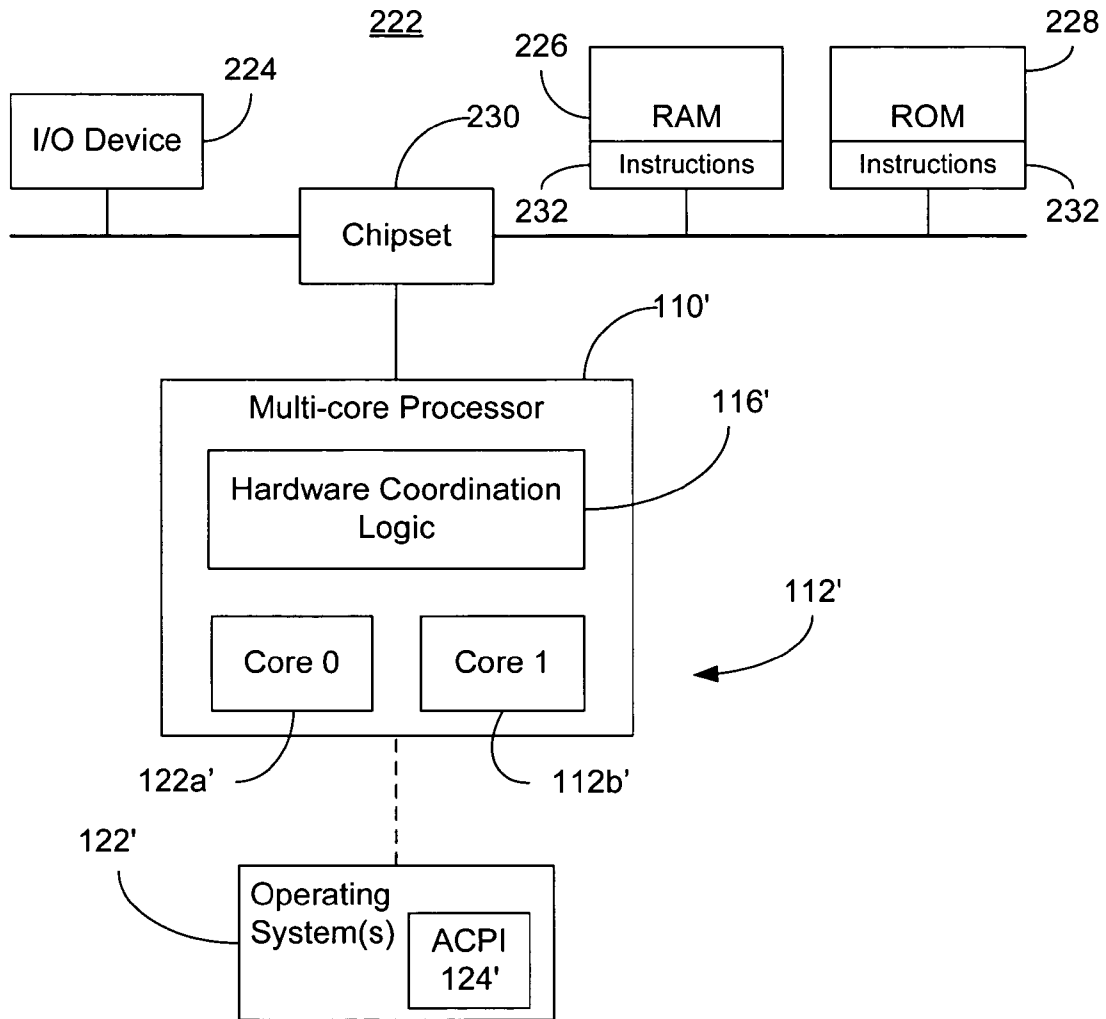 222
224
226
228
I/O Device
230
RAM
ROM
Instructions
Instructions
232
232
Chipset
110'
Multi-core Processor
116'
Hardware Coordination
Logic
112'
Core 0
Core 1
122a’
112b’
122'
Operating
System(s)
ACPI
124'